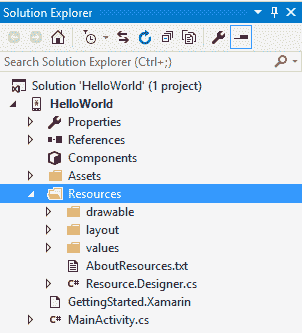 Solution Explorer
Search Solution Explorer (Ctrl+;)
Solution 'HelloWorld' (1 project)
HelloWorld
Properties
References
Components
Assets
Resources
drawable
layout
values
AboutResources.txt
C# Resource.Designer.cs
GettingStarted.Xamarin
C# MainActivity.cs